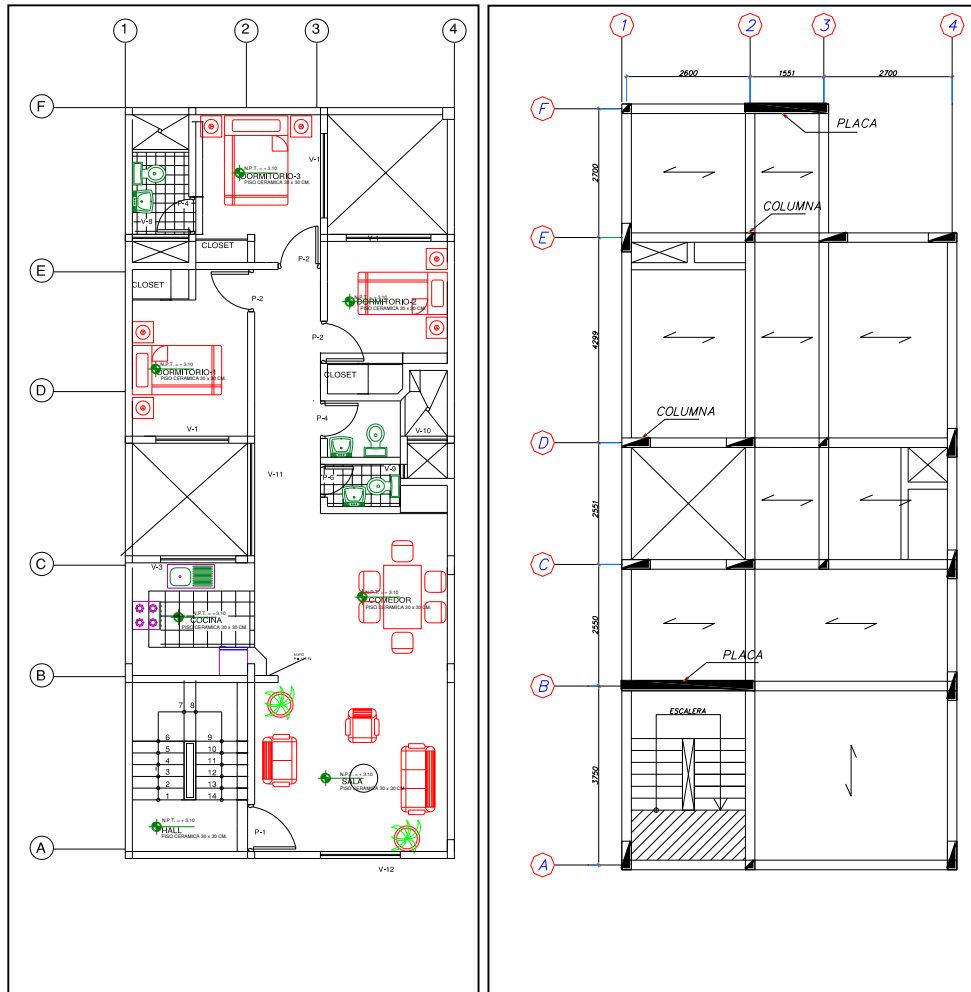 1 2 3 4
F
E
D
C
B
A
V-1
N.P.T. = + 3.10
DORMITORIO-3
PISO CERAMICA 30 x 30 CM.
P-4
V-8
CLOSET
V-1
P-2
CLOSET
P-2
N.P.T. = + 3.10
DORMITORIO-2
PISO CERAMICA 30 x 30 CM.
P-2
N.P.T. = + 3.10
DORMITORIO-1
PISO CERAMICA 30 x 30 CM.
CLOSET
P-4
V-1
V-10
V-11
V-9
V-3
N.P.T. = + 3.10
COMEDOR
PISO CERAMICA 30 x 30 CM.
N.P.T. = + 3.10
COCINA
PISO CERAMICA 30 x 30 CM.
7 8
6 9
5 10
4 11
3 12
2 13
1 14
N.P.T. = + 3.10
SALA
PISO CERAMICA 30 x 30 CM.
N.P.T. = + 3.10
HALL
PISO CERAMICA 30 x 30 CM.
P-1
V-12
1 2 3 4
2600 1551 2700
F
PLACA
2700
COLUMNA
E
4299
COLUMNA
D
2551
C
2550
PLACA
B
ESCALERA
3750
A